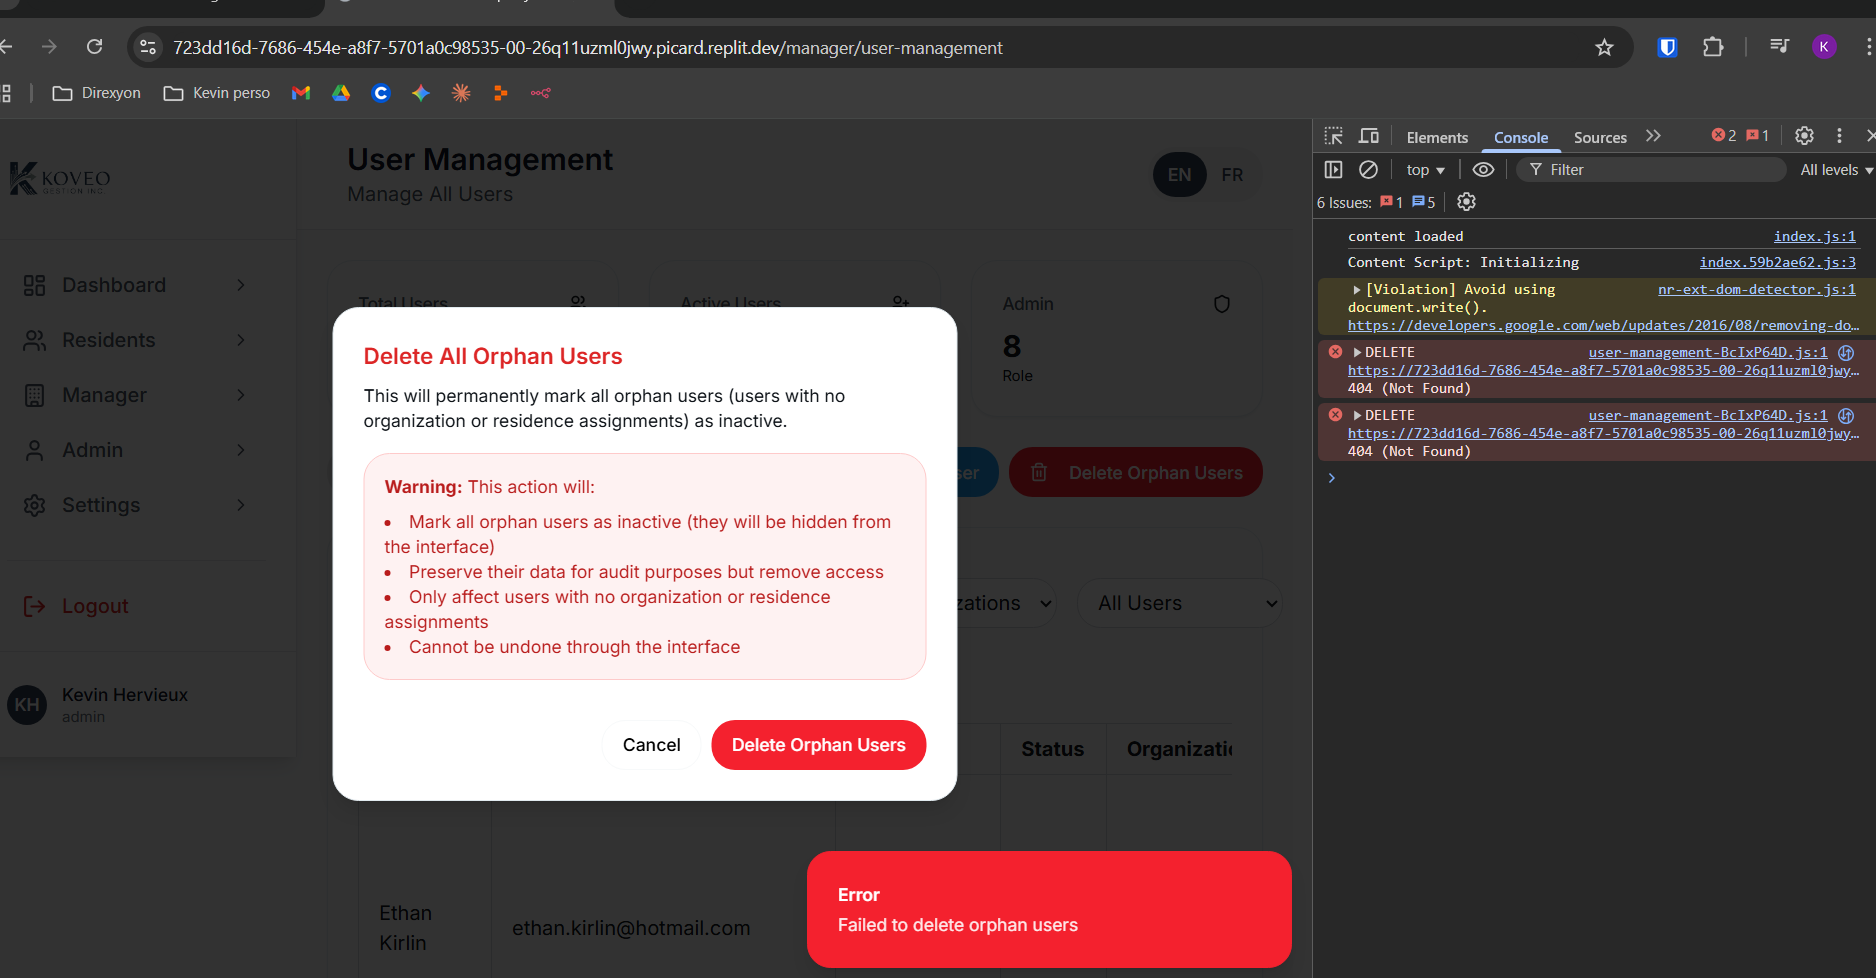 723dd16d-7686-454e-a8f7-5701a0c98535-00-26q11uzml0jwy.picard.replit.dev/manager/user-management
K
Direxyon
Kevin perso
KOVEO
GESTION INC
User Management
Manage All Users
EN
FR
Dashboard
Residents
Manager
Admin
Settings
Logout
KH
Kevin Hervieux
admin
Total Users
Active Users
Admin
8
Role
ser
Delete Orphan Users
zations
All Users
Status
Organizatio
Ethan
Kirlin
ethan.kirlin@hotmail.com
Delete All Orphan Users
This will permanently mark all orphan users (users with no
organization or residence assignments) as inactive.
Warning: This action will:
• Mark all orphan users as inactive (they will be hidden from
the interface)
• Preserve their data for audit purposes but remove access
• Only affect users with no organization or residence
assignments
• Cannot be undone through the interface
Cancel
Delete Orphan Users
Error
Failed to delete orphan users
Elements
Console
Sources
2
1
top
Filter
All levels
6 Issues:
1
5
content loaded
index.js:1
Content Script: Initializing
index.59b2ae62.js:3
[Violation] Avoid using
nr-ext-dom-detector.js:1
document.write().
https://developers.google.com/web/updates/2016/08/removing-do…
DELETE
user-management-BcIxP64D.js:1
https://723dd16d-7686-454e-a8f7-5701a0c98535-00-26q11uzml0jwy…
404 (Not Found)
DELETE
user-management-BcIxP64D.js:1
https://723dd16d-7686-454e-a8f7-5701a0c98535-00-26q11uzml0jwy…
404 (Not Found)